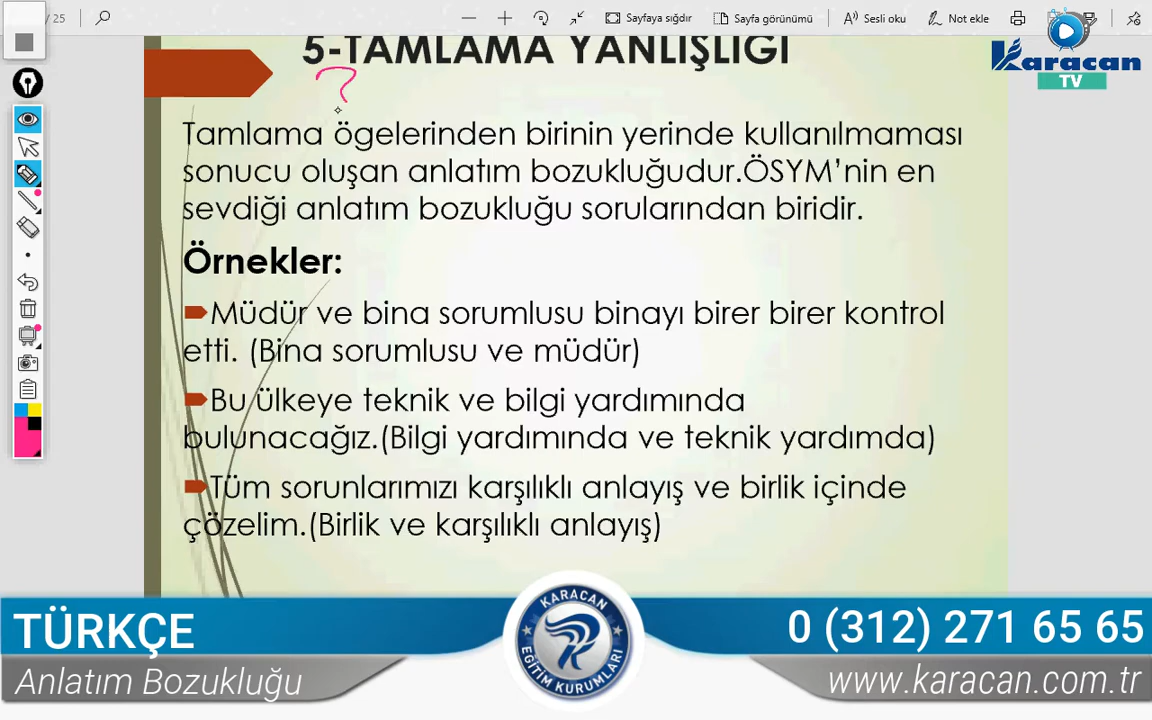 / 25
Sayfaya sığdır
Sayfa görünümü
Sesli oku
Not ekle
Karacan
TV
5-TAMLAMA YANLIŞLIĞI
?
Tamlama ögelerinden birinin yerinde kullanılmaması
sonucu oluşan anlatım bozukluğudur.ÖSYM’nin en
sevdiği anlatım bozukluğu sorularından biridir.
Örnekler:
Müdür ve bina sorumlusu binayı birer birer kontrol
etti. (Bina sorumlusu ve müdür)
Bu ülkeye teknik ve bilgi yardımında
bulunacağız.(Bilgi yardımında ve teknik yardımda)
Tüm sorunlarımızı karşılıklı anlayış ve birlik içinde
çözelim.(Birlik ve karşılıklı anlayış)
TÜRKÇE
Anlatım Bozukluğu
KARACAN
EĞİTİM KURUMLARI
0 (312) 271 65 65
www.karacan.com.tr